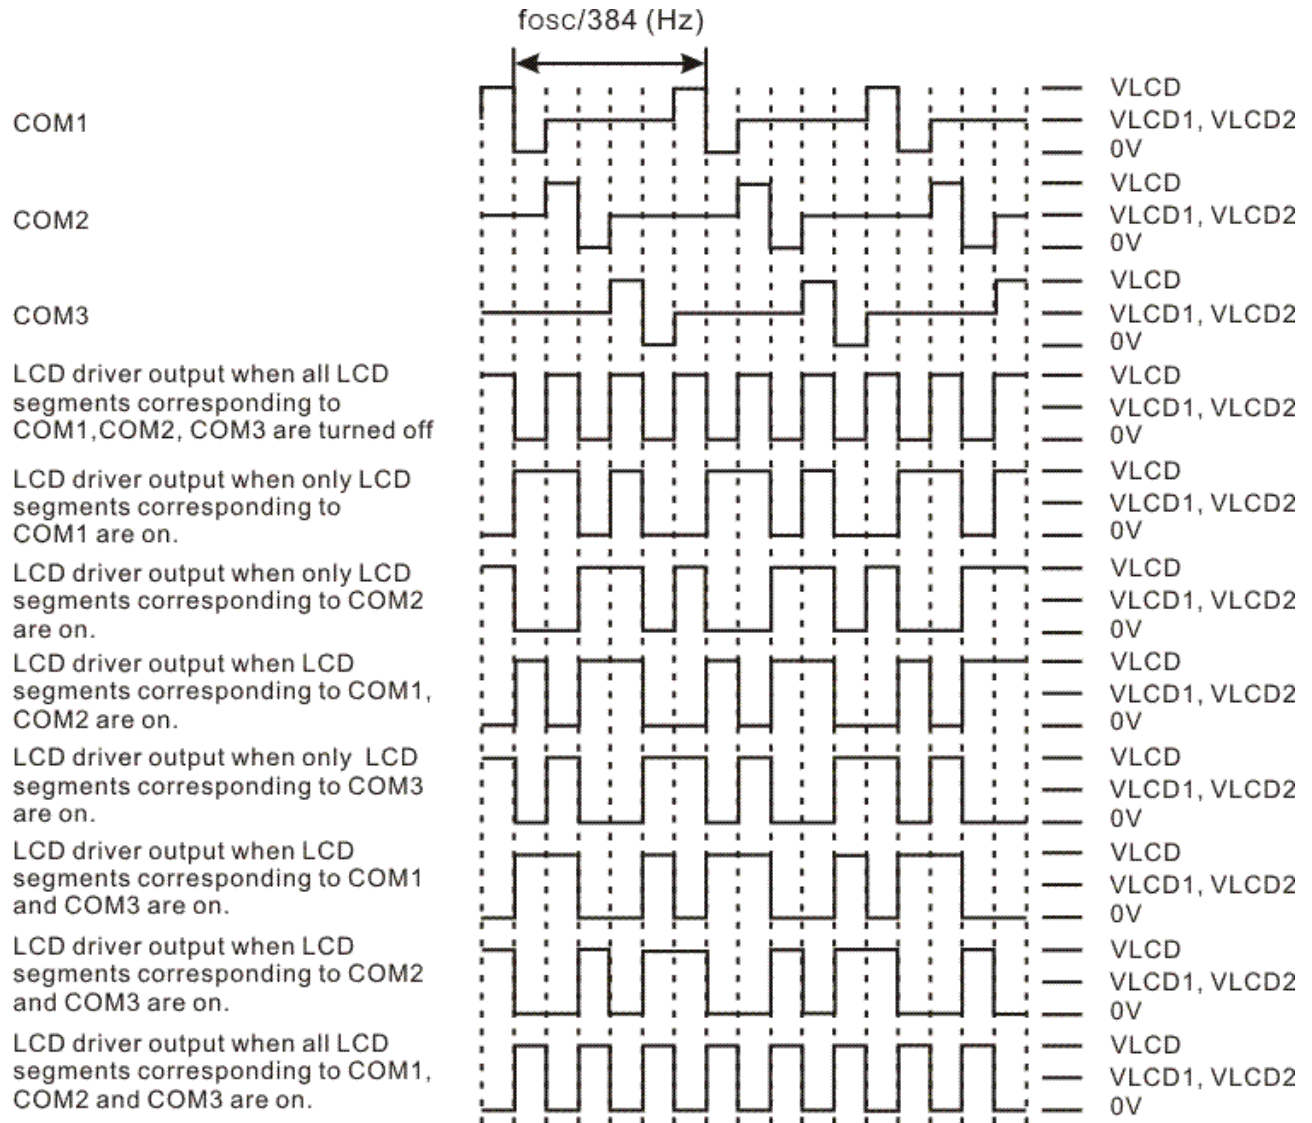 fosc/384 (Hz)
COM1
VLCD
VLCD1, VLCD2
0V
COM2
VLCD
VLCD1, VLCD2
0V
COM3
VLCD
VLCD1, VLCD2
0V
LCD driver output when all LCD
segments corresponding to
COM1,COM2, COM3 are turned off
VLCD
VLCD1, VLCD2
0V
LCD driver output when only LCD
segments corresponding to
COM1 are on.
VLCD
VLCD1, VLCD2
0V
LCD driver output when only LCD
segments corresponding to COM2
are on.
VLCD
VLCD1, VLCD2
0V
LCD driver output when LCD
segments corresponding to COM1,
COM2 are on.
VLCD
VLCD1, VLCD2
0V
LCD driver output when only LCD
segments corresponding to COM3
are on.
VLCD
VLCD1, VLCD2
0V
LCD driver output when LCD
segments corresponding to COM1
and COM3 are on.
VLCD
VLCD1, VLCD2
0V
LCD driver output when LCD
segments corresponding to COM2
and COM3 are on.
VLCD
VLCD1, VLCD2
0V
LCD driver output when all LCD
segments corresponding to COM1,
COM2 and COM3 are on.
VLCD
VLCD1, VLCD2
0V